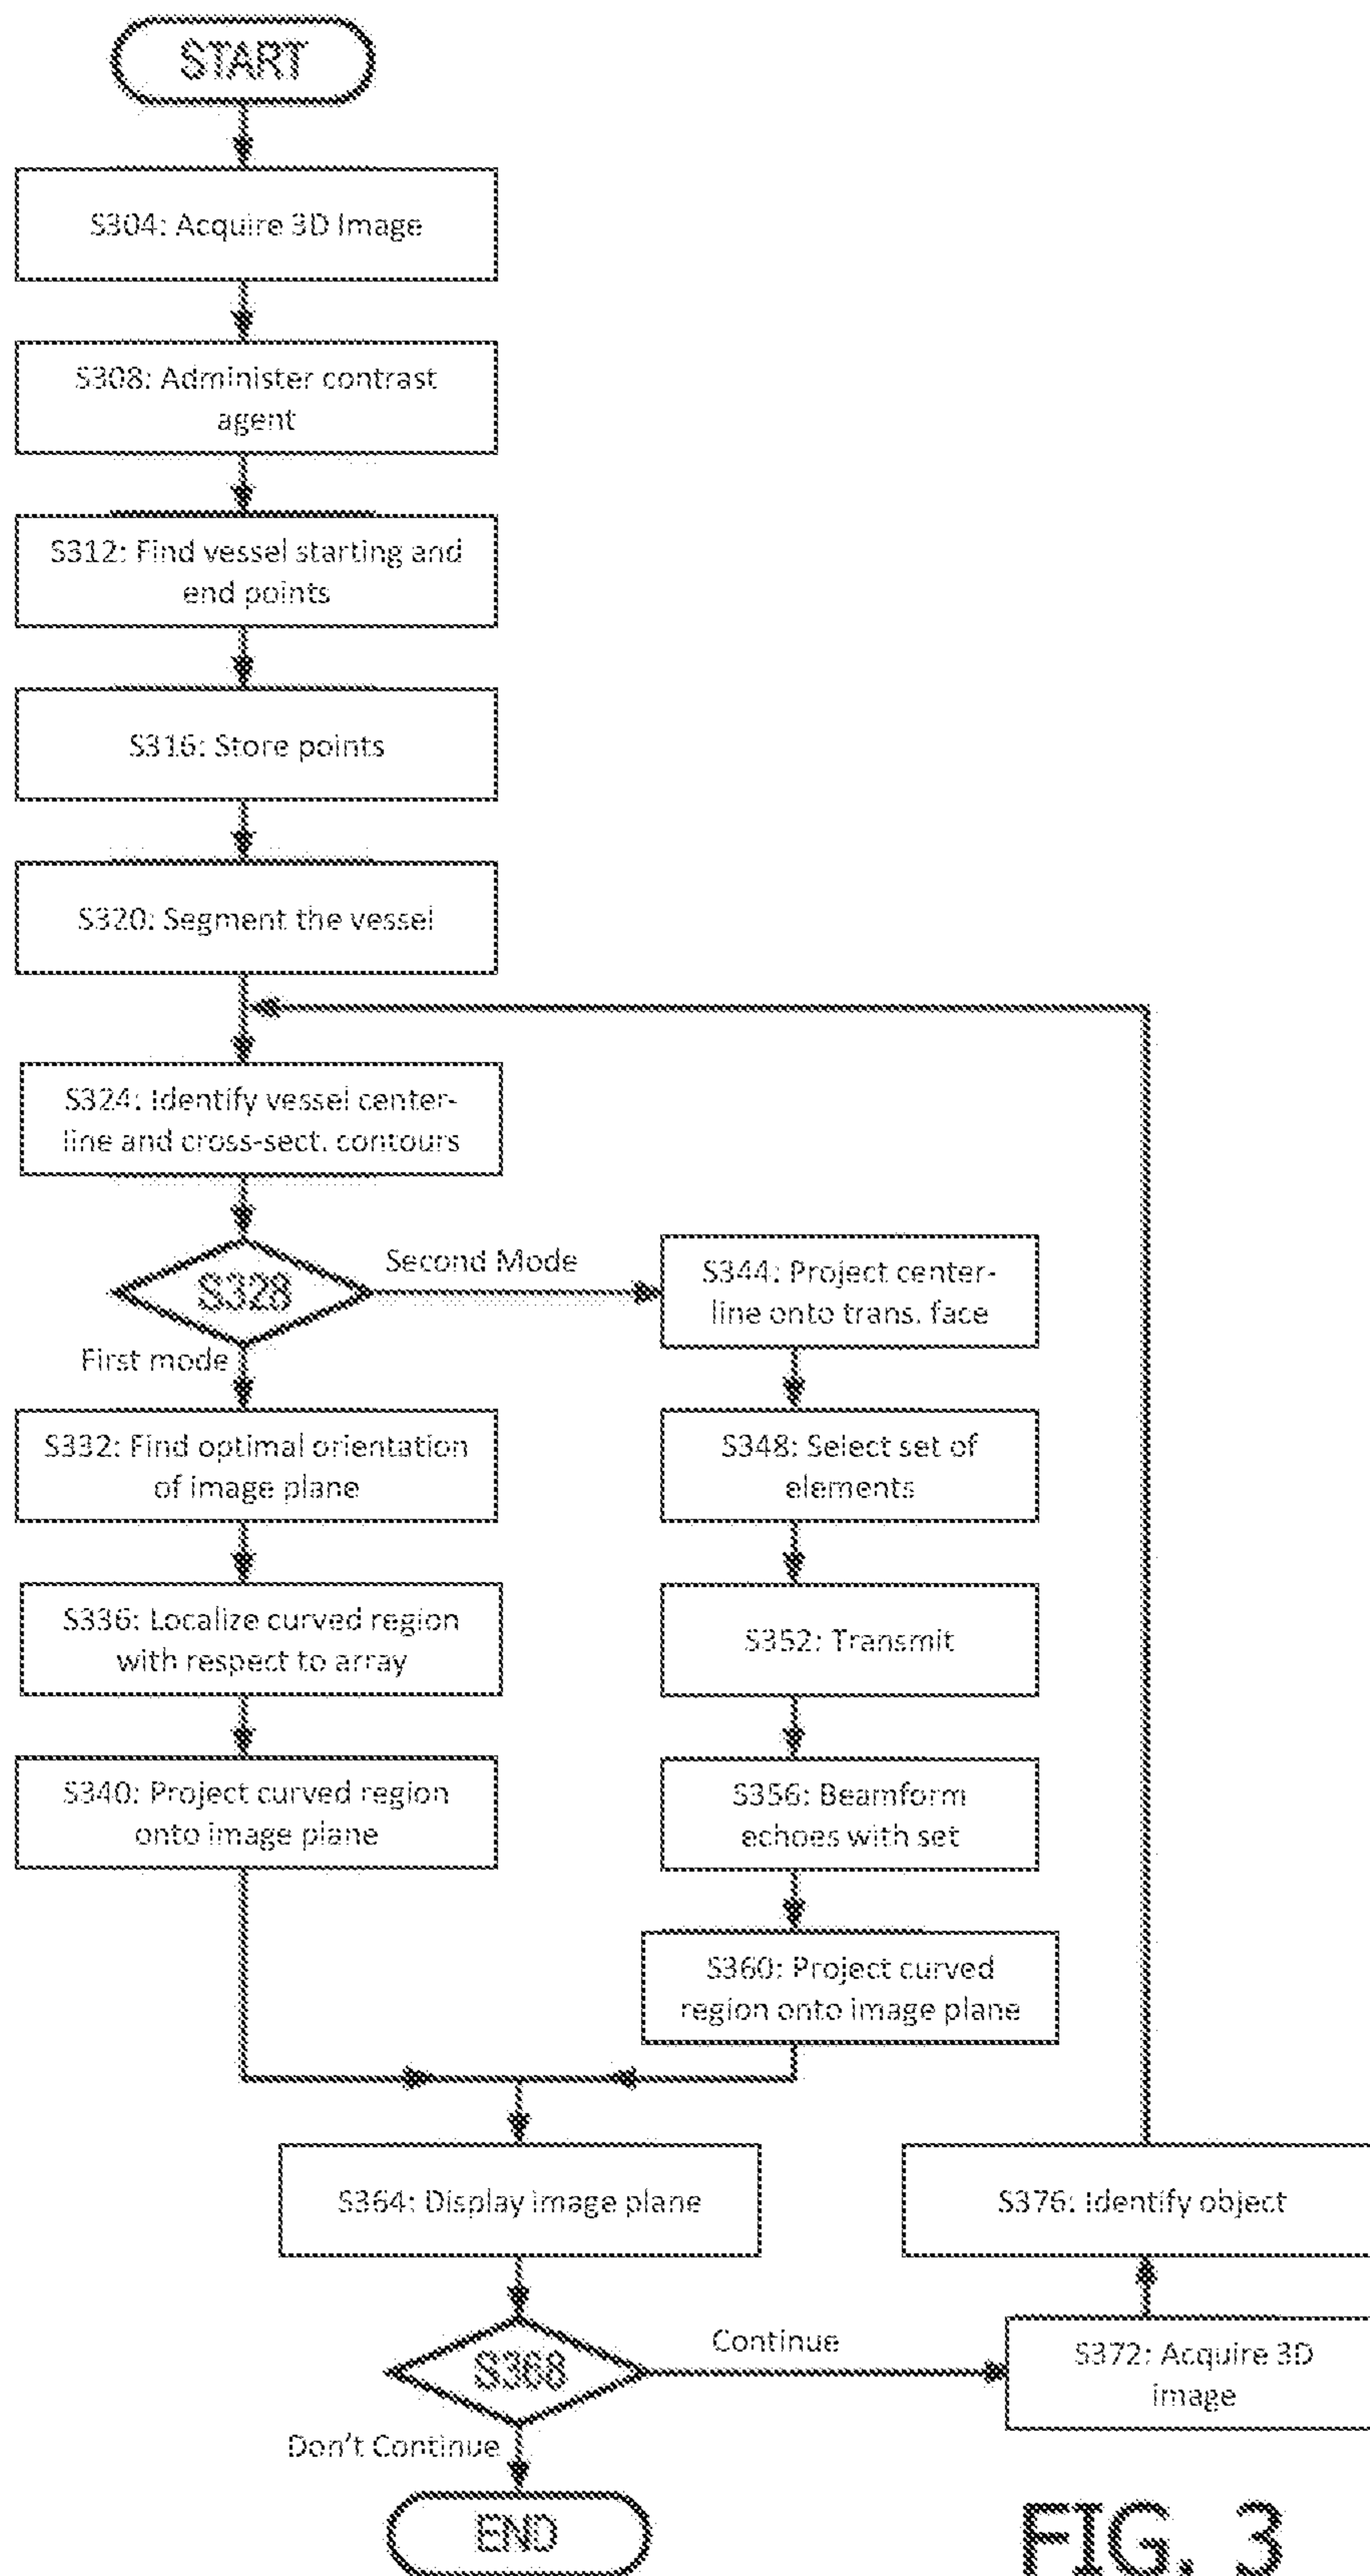 START
S304: Acquire 3D Image
S308: Administer contrast
agent
S312: Find vessel starting and
end points
S316: Store points
S320: Segment the vessel
S324: Identify vessel center-
line and cross-sect. contours
S328
Second Mode
First mode
S332: Find optimal orientation
of image plane
S336: Localize curved region
with respect to array
S340: Project curved region
onto image plane
S344: Project center-
line onto trans. face
S348: Select set of
elements
S352: Transmit
S356: Beamform
echoes with set
S360: Project curved
region onto image plane
S364: Display image plane
S376: Identify object
S368
Continue
S372: Acquire 3D
image
Don't Continue
END
FIG. 3